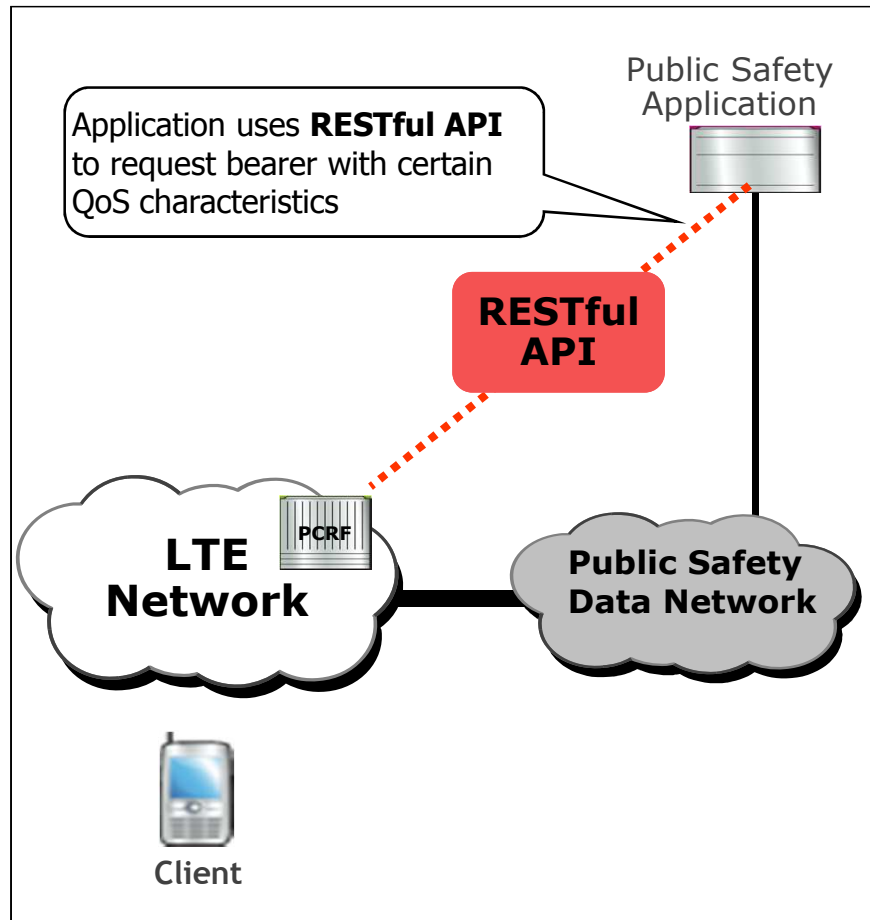 Public Safety
Application
Application uses RESTful API
to request bearer with certain
QoS characteristics
RESTful
API
PCRF
LTE
Network
Public Safety
Data Network
Client